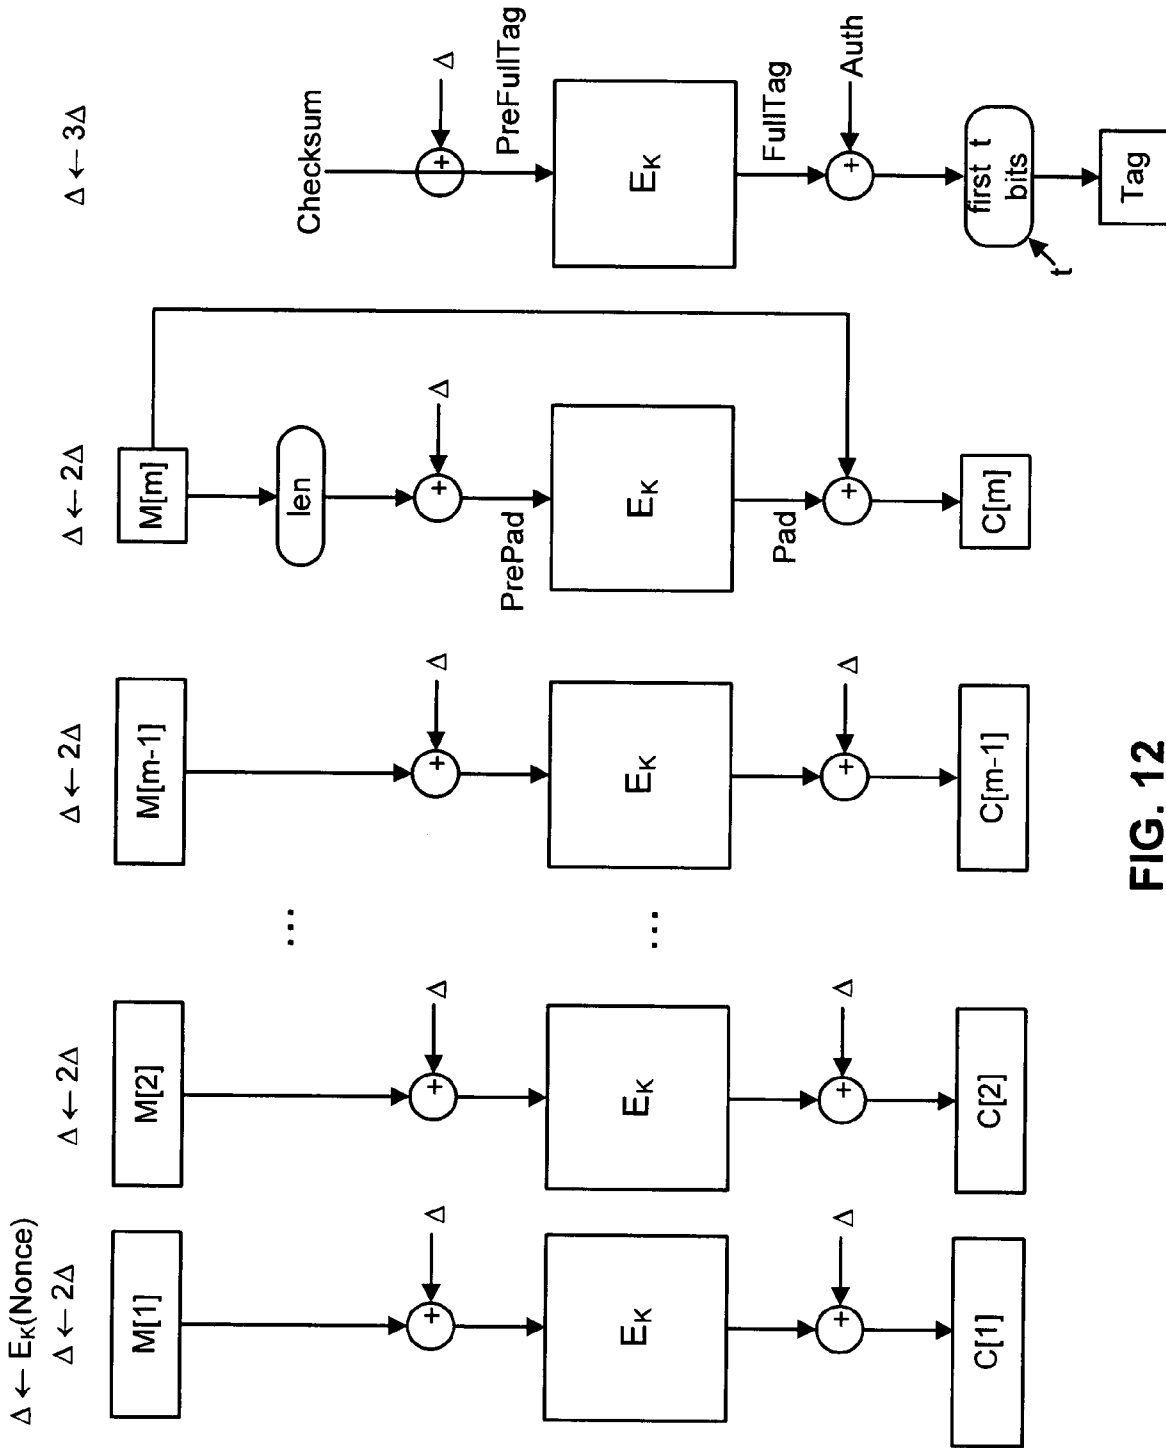 Δ ← E_K(Nonce)
Δ ← 2Δ
Δ ← 2Δ
Δ ← 2Δ
Δ ← 2Δ
Δ ← 3Δ
M[1]
M[2]
M[m-1]
M[m]
Checksum
...
len
Δ
Δ
Δ
Δ
Δ
+
+
+
+
+
PrePad
PreFullTag
E_K
E_K
...
E_K
E_K
E_K
Pad
FullTag
Δ
Δ
Δ
Auth
+
+
+
+
+
C[1]
C[2]
C[m-1]
C[m]
first t
bits
t
Tag
FIG. 12